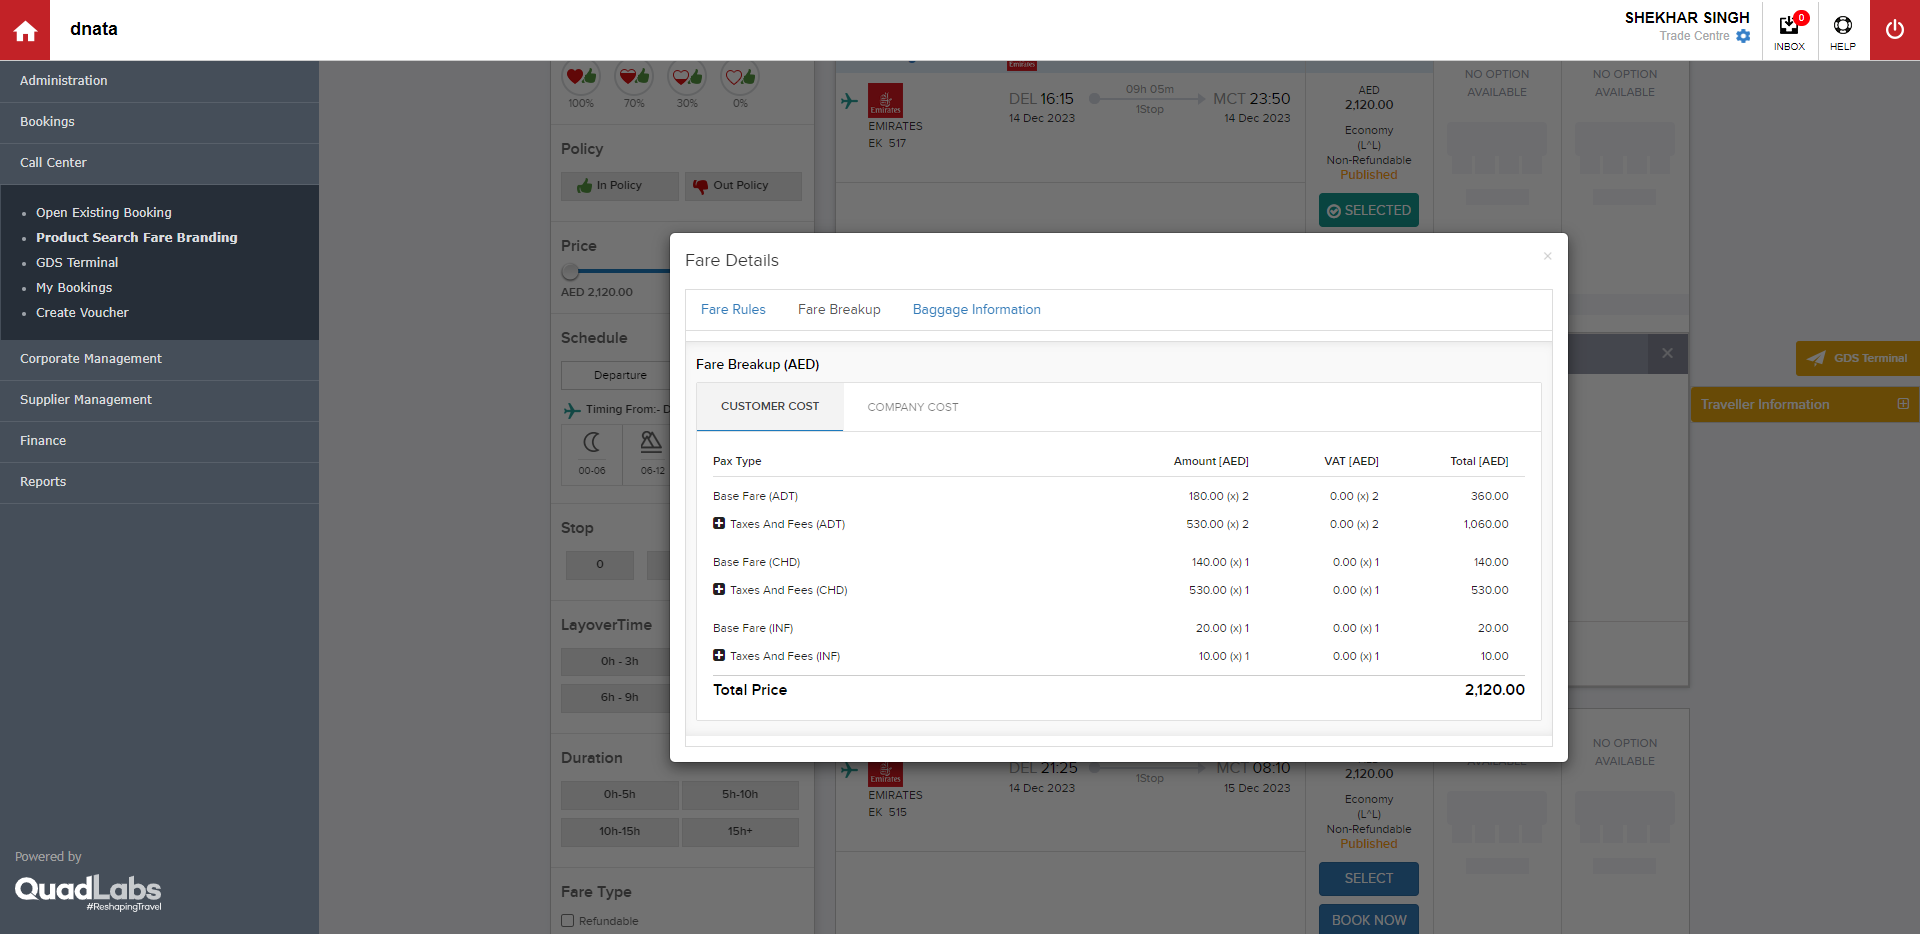 dnata
SHEKHAR SINGH
Trade Centre
0
INBOX
HELP
Administration
Bookings
Call Center
Open Existing Booking
Product Search Fare Branding
GDS Terminal
My Bookings
Create Voucher
Corporate Management
Supplier Management
Finance
Reports
Powered by
QuadLabs
#ReshapingTravel
100% 70% 30% 0%
Policy
In Policy Out Policy
Price
AED 2,120.00
Schedule
Departure
Timing From:- D
00-06 06-12
Stop
0
LayoverTime
0h - 3h
6h - 9h
Duration
0h-5h 5h-10h
10h-15h 15h+
Fare Type
Refundable
Emirates
EMIRATES
EK 517
DEL 16:15
14 Dec 2023
09h 05m
1Stop
MCT 23:50
14 Dec 2023
AED
2,120.00
Economy
(L^L)
Non-Refundable
Published
SELECTED
NO OPTION
AVAILABLE
NO OPTION
AVAILABLE
Fare Details
×
Fare Rules Fare Breakup Baggage Information
Fare Breakup (AED)
CUSTOMER COST COMPANY COST
Pax Type Amount [AED] VAT [AED] Total [AED]
Base Fare (ADT) 180.00 (x) 2 0.00 (x) 2 360.00
Taxes And Fees (ADT) 530.00 (x) 2 0.00 (x) 2 1,060.00
Base Fare (CHD) 140.00 (x) 1 0.00 (x) 1 140.00
Taxes And Fees (CHD) 530.00 (x) 1 0.00 (x) 1 530.00
Base Fare (INF) 20.00 (x) 1 0.00 (x) 1 20.00
Taxes And Fees (INF) 10.00 (x) 1 0.00 (x) 1 10.00
Total Price 2,120.00
GDS Terminal
Traveller Information
Emirates
EMIRATES
EK 515
DEL 21:25
14 Dec 2023
1Stop
MCT 08:10
15 Dec 2023
2,120.00
Economy
(L^L)
Non-Refundable
Published
SELECT
BOOK NOW
AVAILABLE
NO OPTION
AVAILABLE